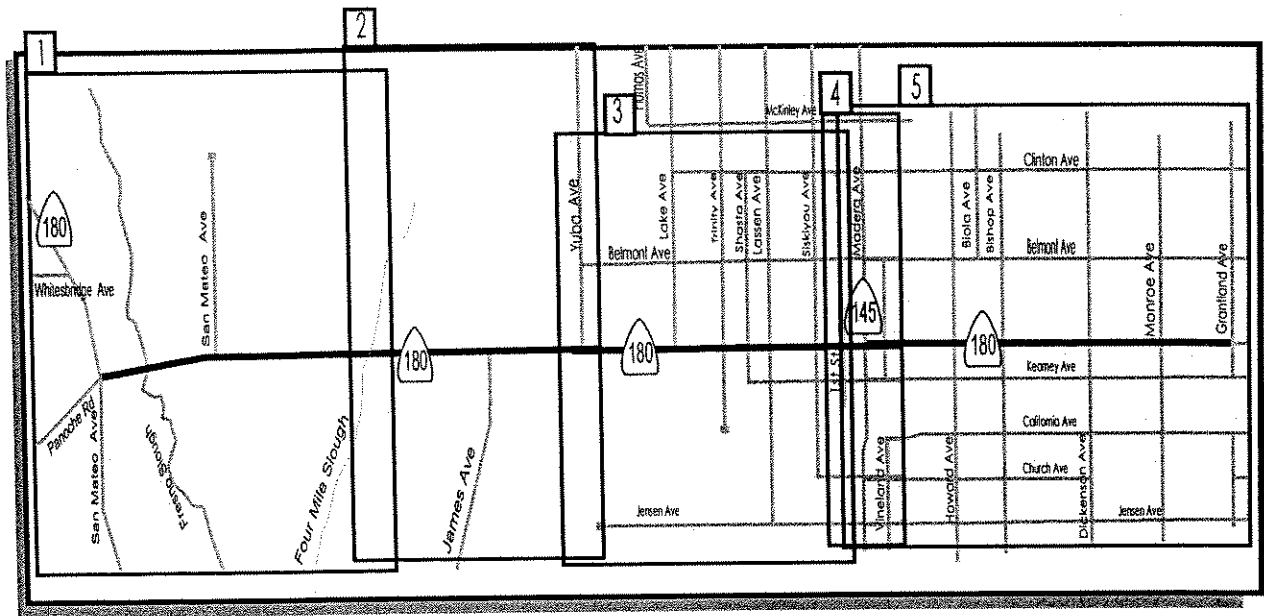 1
2
3
4
5
180
Whitesbridge Ave
San Mateo Ave
Panoche Rd
San Mateo Ave
Fresno Slough
Four Mile Slough
180
James Ave
Yuba Ave
Belmont Ave
Lake Ave
McKinley Ave
Trinity Ave
Shasta Ave
Lassen Ave
Siskiyou Ave
Madera Ave
180
145
1st St
Jensen Ave
Clinton Ave
Biola Ave
Bishop Ave
Belmont Ave
Monroe Ave
Grantland Ave
180
Kearney Ave
California Ave
Church Ave
Vineland Ave
Howard Ave
Dickenson Ave
Jensen Ave